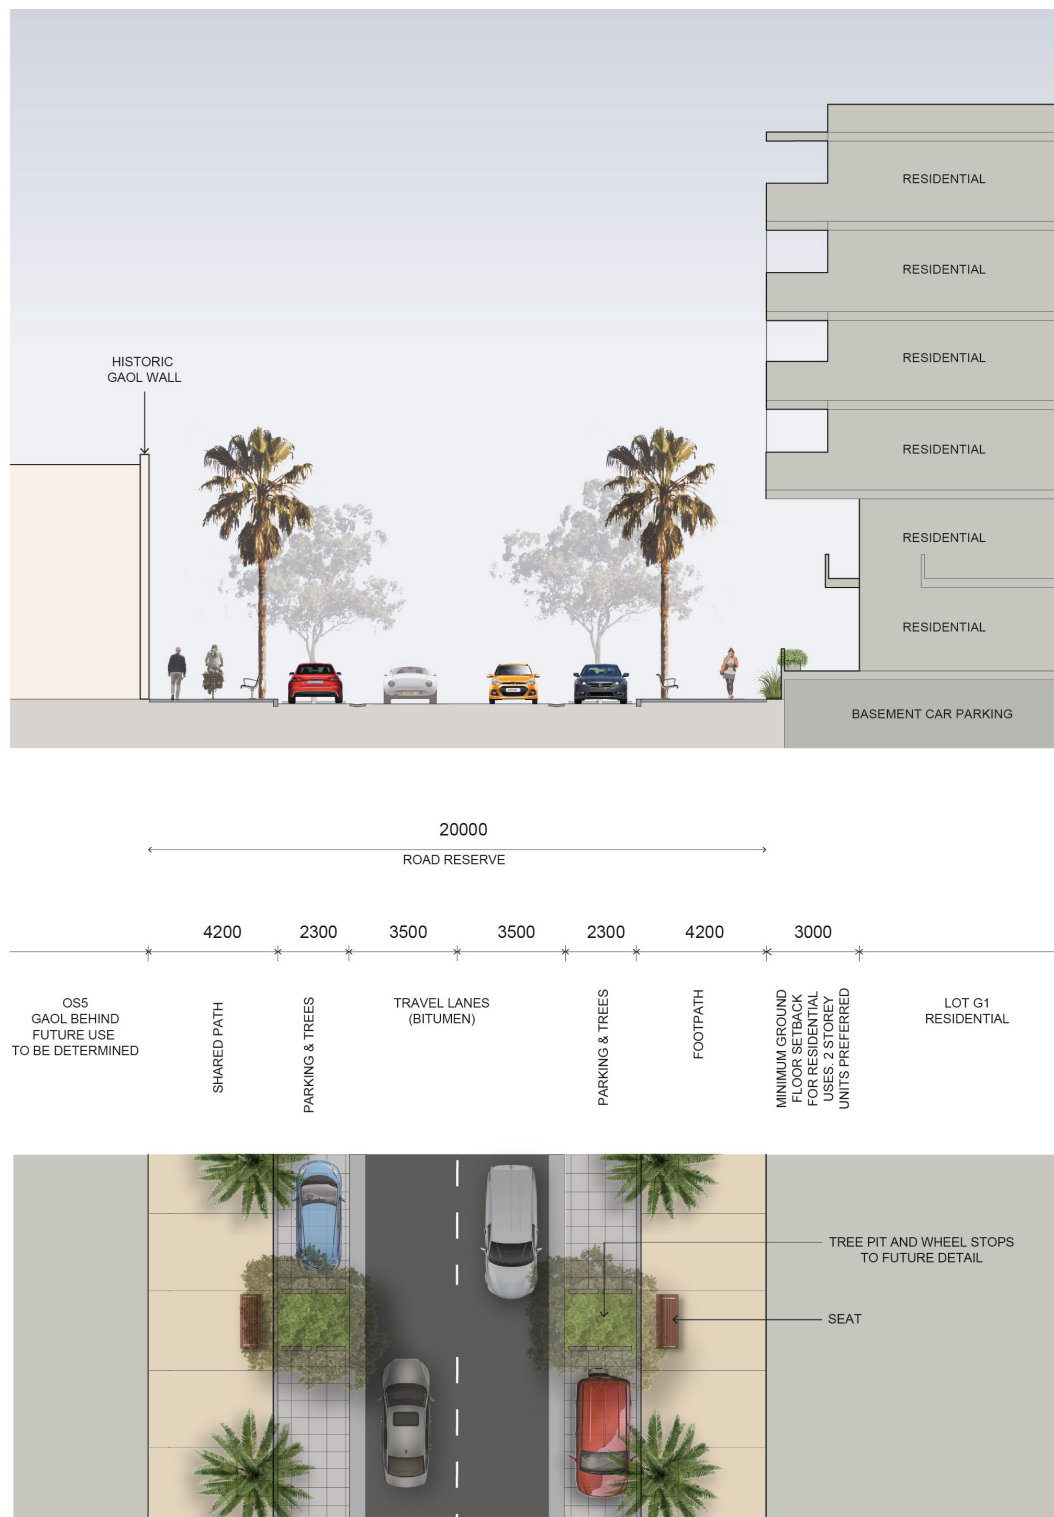 RESIDENTIAL
RESIDENTIAL
RESIDENTIAL
HISTORIC
GAOL WALL
RESIDENTIAL
RESIDENTIAL
RESIDENTIAL
BASEMENT CAR PARKING
20000
ROAD RESERVE
4200
2300
3500
3500
2300
4200
3000
OS5
GAOL BEHIND
FUTURE USE
TO BE DETERMINED
SHARED PATH
PARKING & TREES
TRAVEL LANES
(BITUMEN)
PARKING & TREES
FOOTPATH
MINIMUM GROUND
FLOOR SETBACK
FOR RESIDENTIAL
USES. 2 STOREY
UNITS PREFERRED
LOT G1
RESIDENTIAL
TREE PIT AND WHEEL STOPS
TO FUTURE DETAIL
SEAT